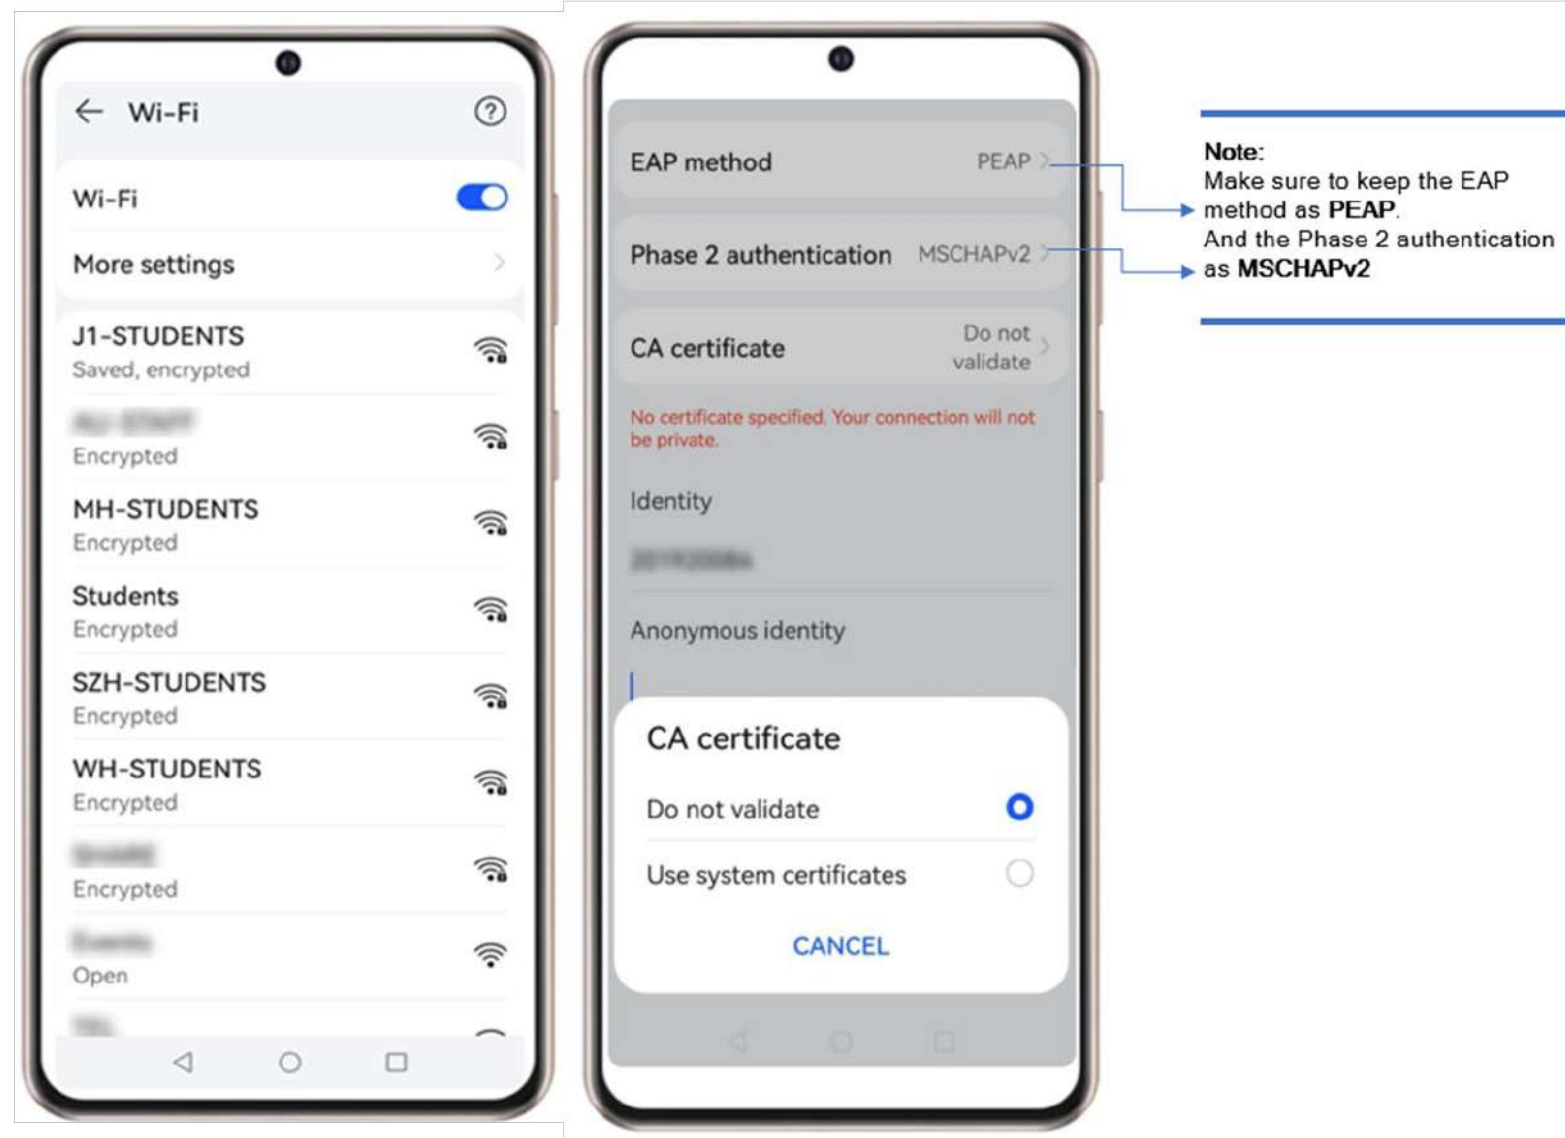 Wi-Fi
Wi-Fi
More settings
J1-STUDENTS
Saved, encrypted
Encrypted
MH-STUDENTS
Encrypted
Students
Encrypted
SZH-STUDENTS
Encrypted
WH-STUDENTS
Encrypted
Encrypted
Open
EAP method PEAP
Phase 2 authentication MSCHAPv2
CA certificate Do not
validate
No certificate specified. Your connection will not
be private.
Identity
Anonymous identity
CA certificate
Do not validate
Use system certificates
CANCEL
Note:
Make sure to keep the EAP
method as PEAP.
And the Phase 2 authentication
as MSCHAPv2